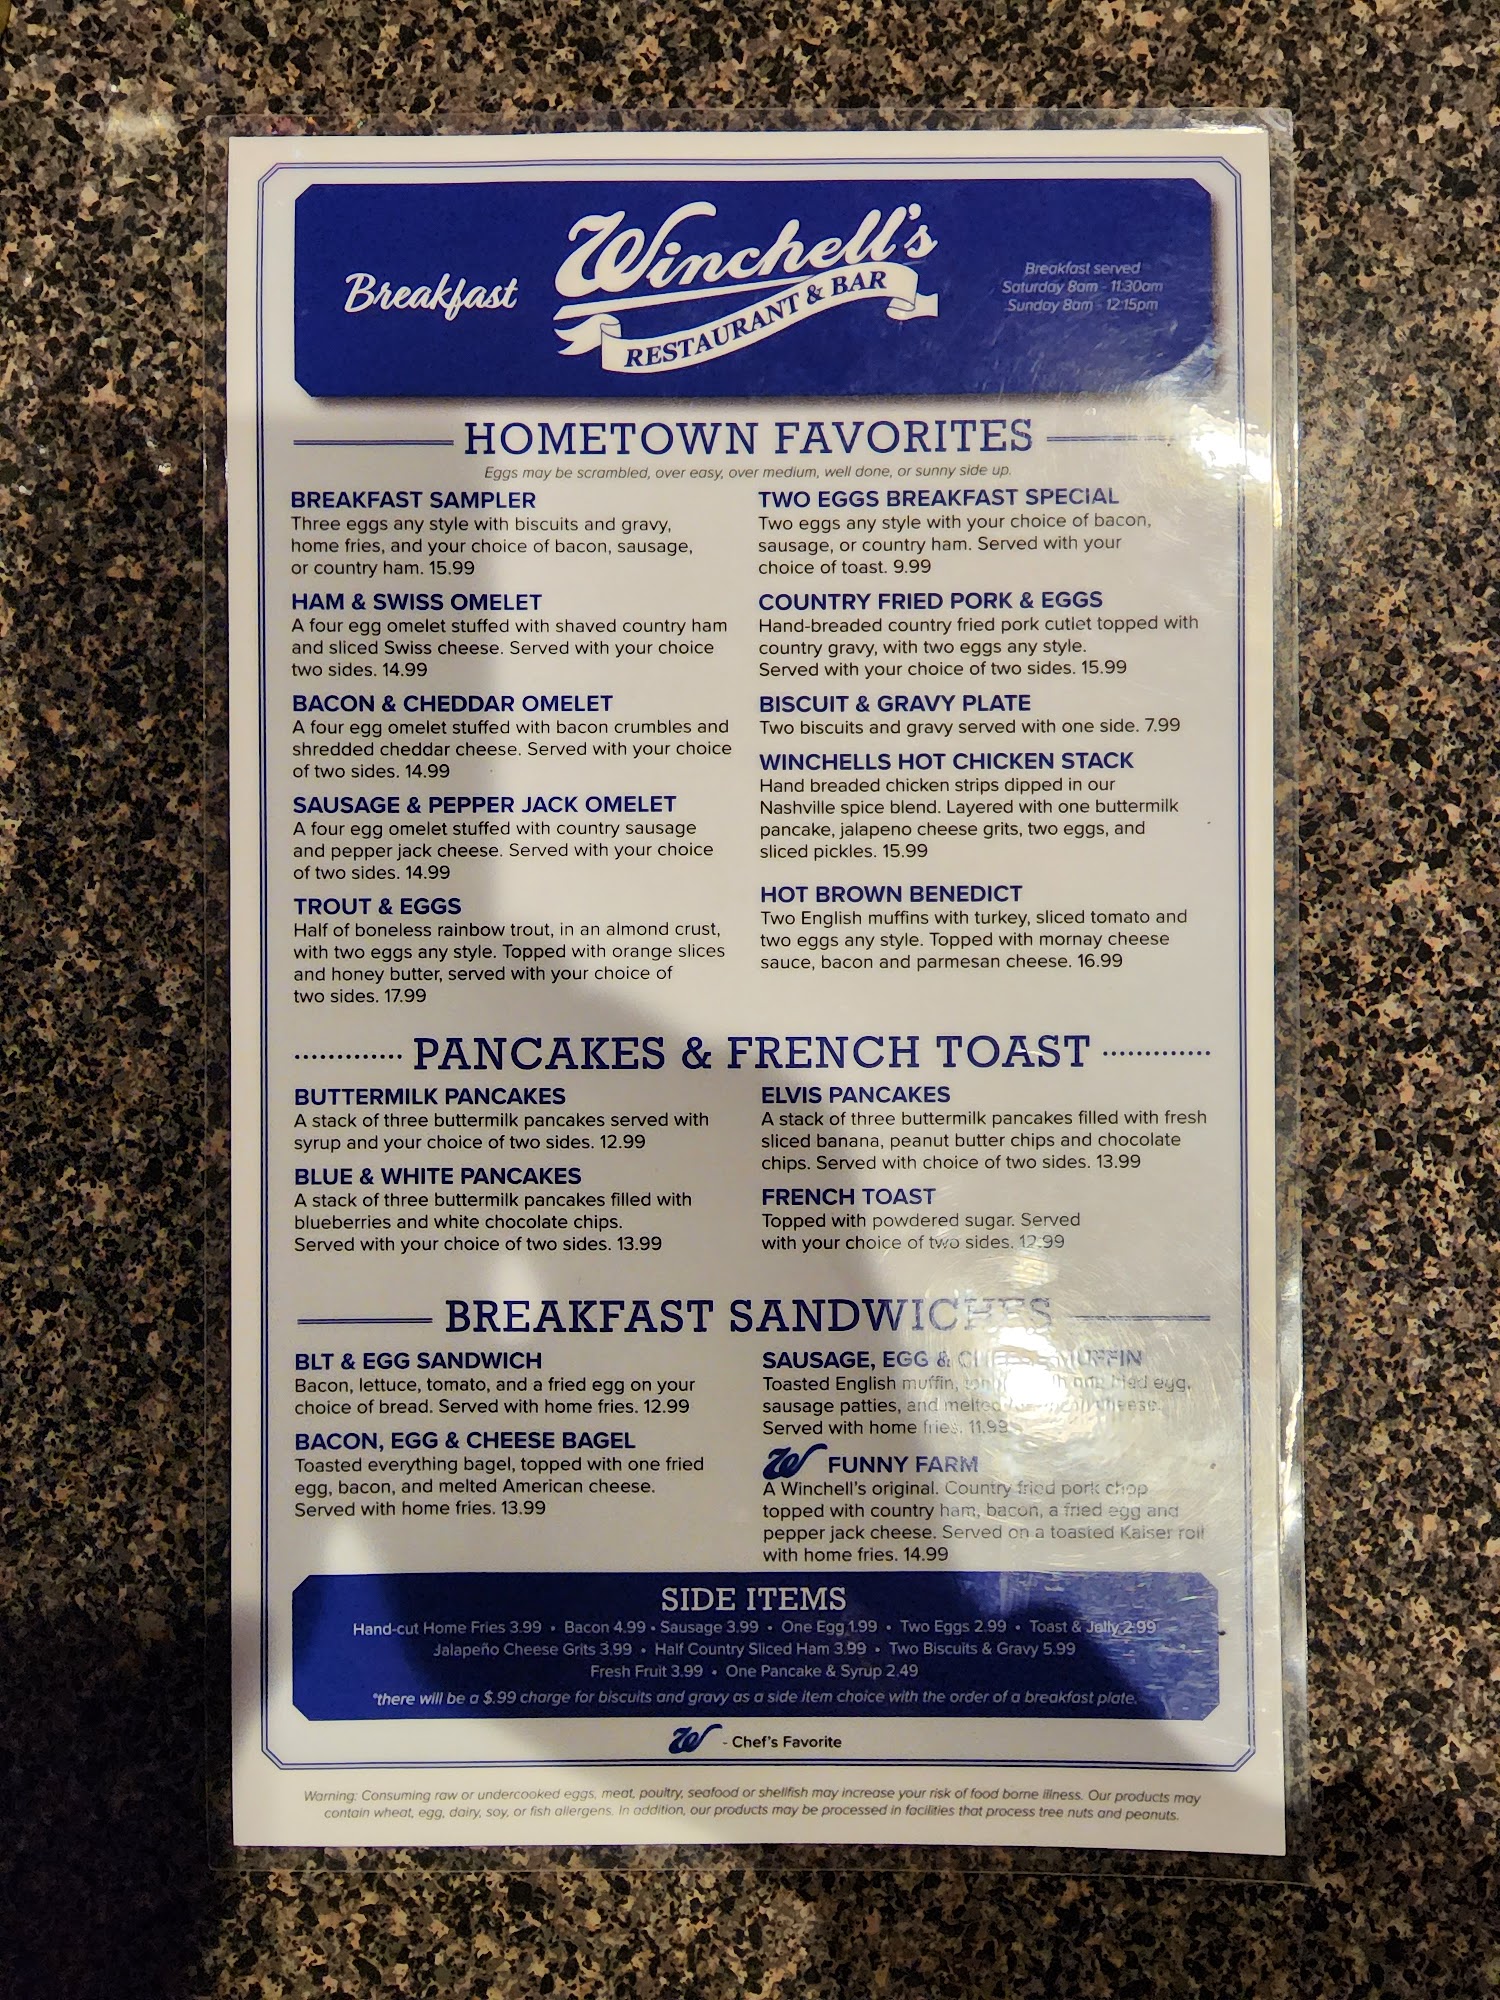 Breakfast
Winchell's
RESTAURANT & BAR
Breakfast served
Saturday 8am - 11:30am
Sunday 8am - 12:15pm
HOMETOWN FAVORITES
Eggs may be scrambled, over easy, over medium, well done, or sunny side up.
BREAKFAST SAMPLER
Three eggs any style with biscuits and gravy,
home fries, and your choice of bacon, sausage,
or country ham. 15.99
HAM & SWISS OMELET
A four egg omelet stuffed with shaved country ham
and sliced Swiss cheese. Served with your choice
two sides. 14.99
BACON & CHEDDAR OMELET
A four egg omelet stuffed with bacon crumbles and
shredded cheddar cheese. Served with your choice
of two sides. 14.99
SAUSAGE & PEPPER JACK OMELET
A four egg omelet stuffed with country sausage
and pepper jack cheese. Served with your choice
of two sides. 14.99
TROUT & EGGS
Half of boneless rainbow trout, in an almond crust,
with two eggs any style. Topped with orange slices
and honey butter, served with your choice of
two sides. 17.99
TWO EGGS BREAKFAST SPECIAL
Two eggs any style with your choice of bacon,
sausage, or country ham. Served with your
choice of toast. 9.99
COUNTRY FRIED PORK & EGGS
Hand-breaded country fried pork cutlet topped with
country gravy, with two eggs any style.
Served with your choice of two sides. 15.99
BISCUIT & GRAVY PLATE
Two biscuits and gravy served with one side. 7.99
WINCHELLS HOT CHICKEN STACK
Hand breaded chicken strips dipped in our
Nashville spice blend. Layered with one buttermilk
pancake, jalapeno cheese grits, two eggs, and
sliced pickles. 15.99
HOT BROWN BENEDICT
Two English muffins with turkey, sliced tomato and
two eggs any style. Topped with mornay cheese
sauce, bacon and parmesan cheese. 16.99
PANCAKES & FRENCH TOAST
BUTTERMILK PANCAKES
A stack of three buttermilk pancakes served with
syrup and your choice of two sides. 12.99
BLUE & WHITE PANCAKES
A stack of three buttermilk pancakes filled with
blueberries and white chocolate chips.
Served with your choice of two sides. 13.99
ELVIS PANCAKES
A stack of three buttermilk pancakes filled with fresh
sliced banana, peanut butter chips and chocolate
chips. Served with choice of two sides. 13.99
FRENCH TOAST
Topped with powdered sugar. Served
with your choice of two sides. 12.99
BREAKFAST SANDWICHES
BLT & EGG SANDWICH
Bacon, lettuce, tomato, and a fried egg on your
choice of bread. Served with home fries. 12.99
BACON, EGG & CHEESE BAGEL
Toasted everything bagel, topped with one fried
egg, bacon, and melted American cheese.
Served with home fries. 13.99
SAUSAGE, EGG & CHEESE MUFFIN
Toasted English muffin, with one fried egg,
sausage patties, and melted cheese.
Served with home fries. 11.99
W FUNNY FARM
A Winchell's original. Country fried pork chop
topped with country ham, bacon, a fried egg and
pepper jack cheese. Served on a toasted Kaiser roll
with home fries. 14.99
SIDE ITEMS
Hand-cut Home Fries 3.99 • Bacon 4.99 • Sausage 3.99 • One Egg 1.99 • Two Eggs 2.99 • Toast & Jelly 2.99
Jalapeño Cheese Grits 3.99 • Half Country Sliced Ham 3.99 • Two Biscuits & Gravy 5.99
Fresh Fruit 3.99 • One Pancake & Syrup 2.49
*there will be a $.99 charge for biscuits and gravy as a side item choice with the order of a breakfast plate.
W - Chef's Favorite
Warning: Consuming raw or undercooked eggs, meat, poultry, seafood or shellfish may increase your risk of food borne illness. Our products may
contain wheat, egg, dairy, soy, or fish allergens. In addition, our products may be processed in facilities that process tree nuts and peanuts.